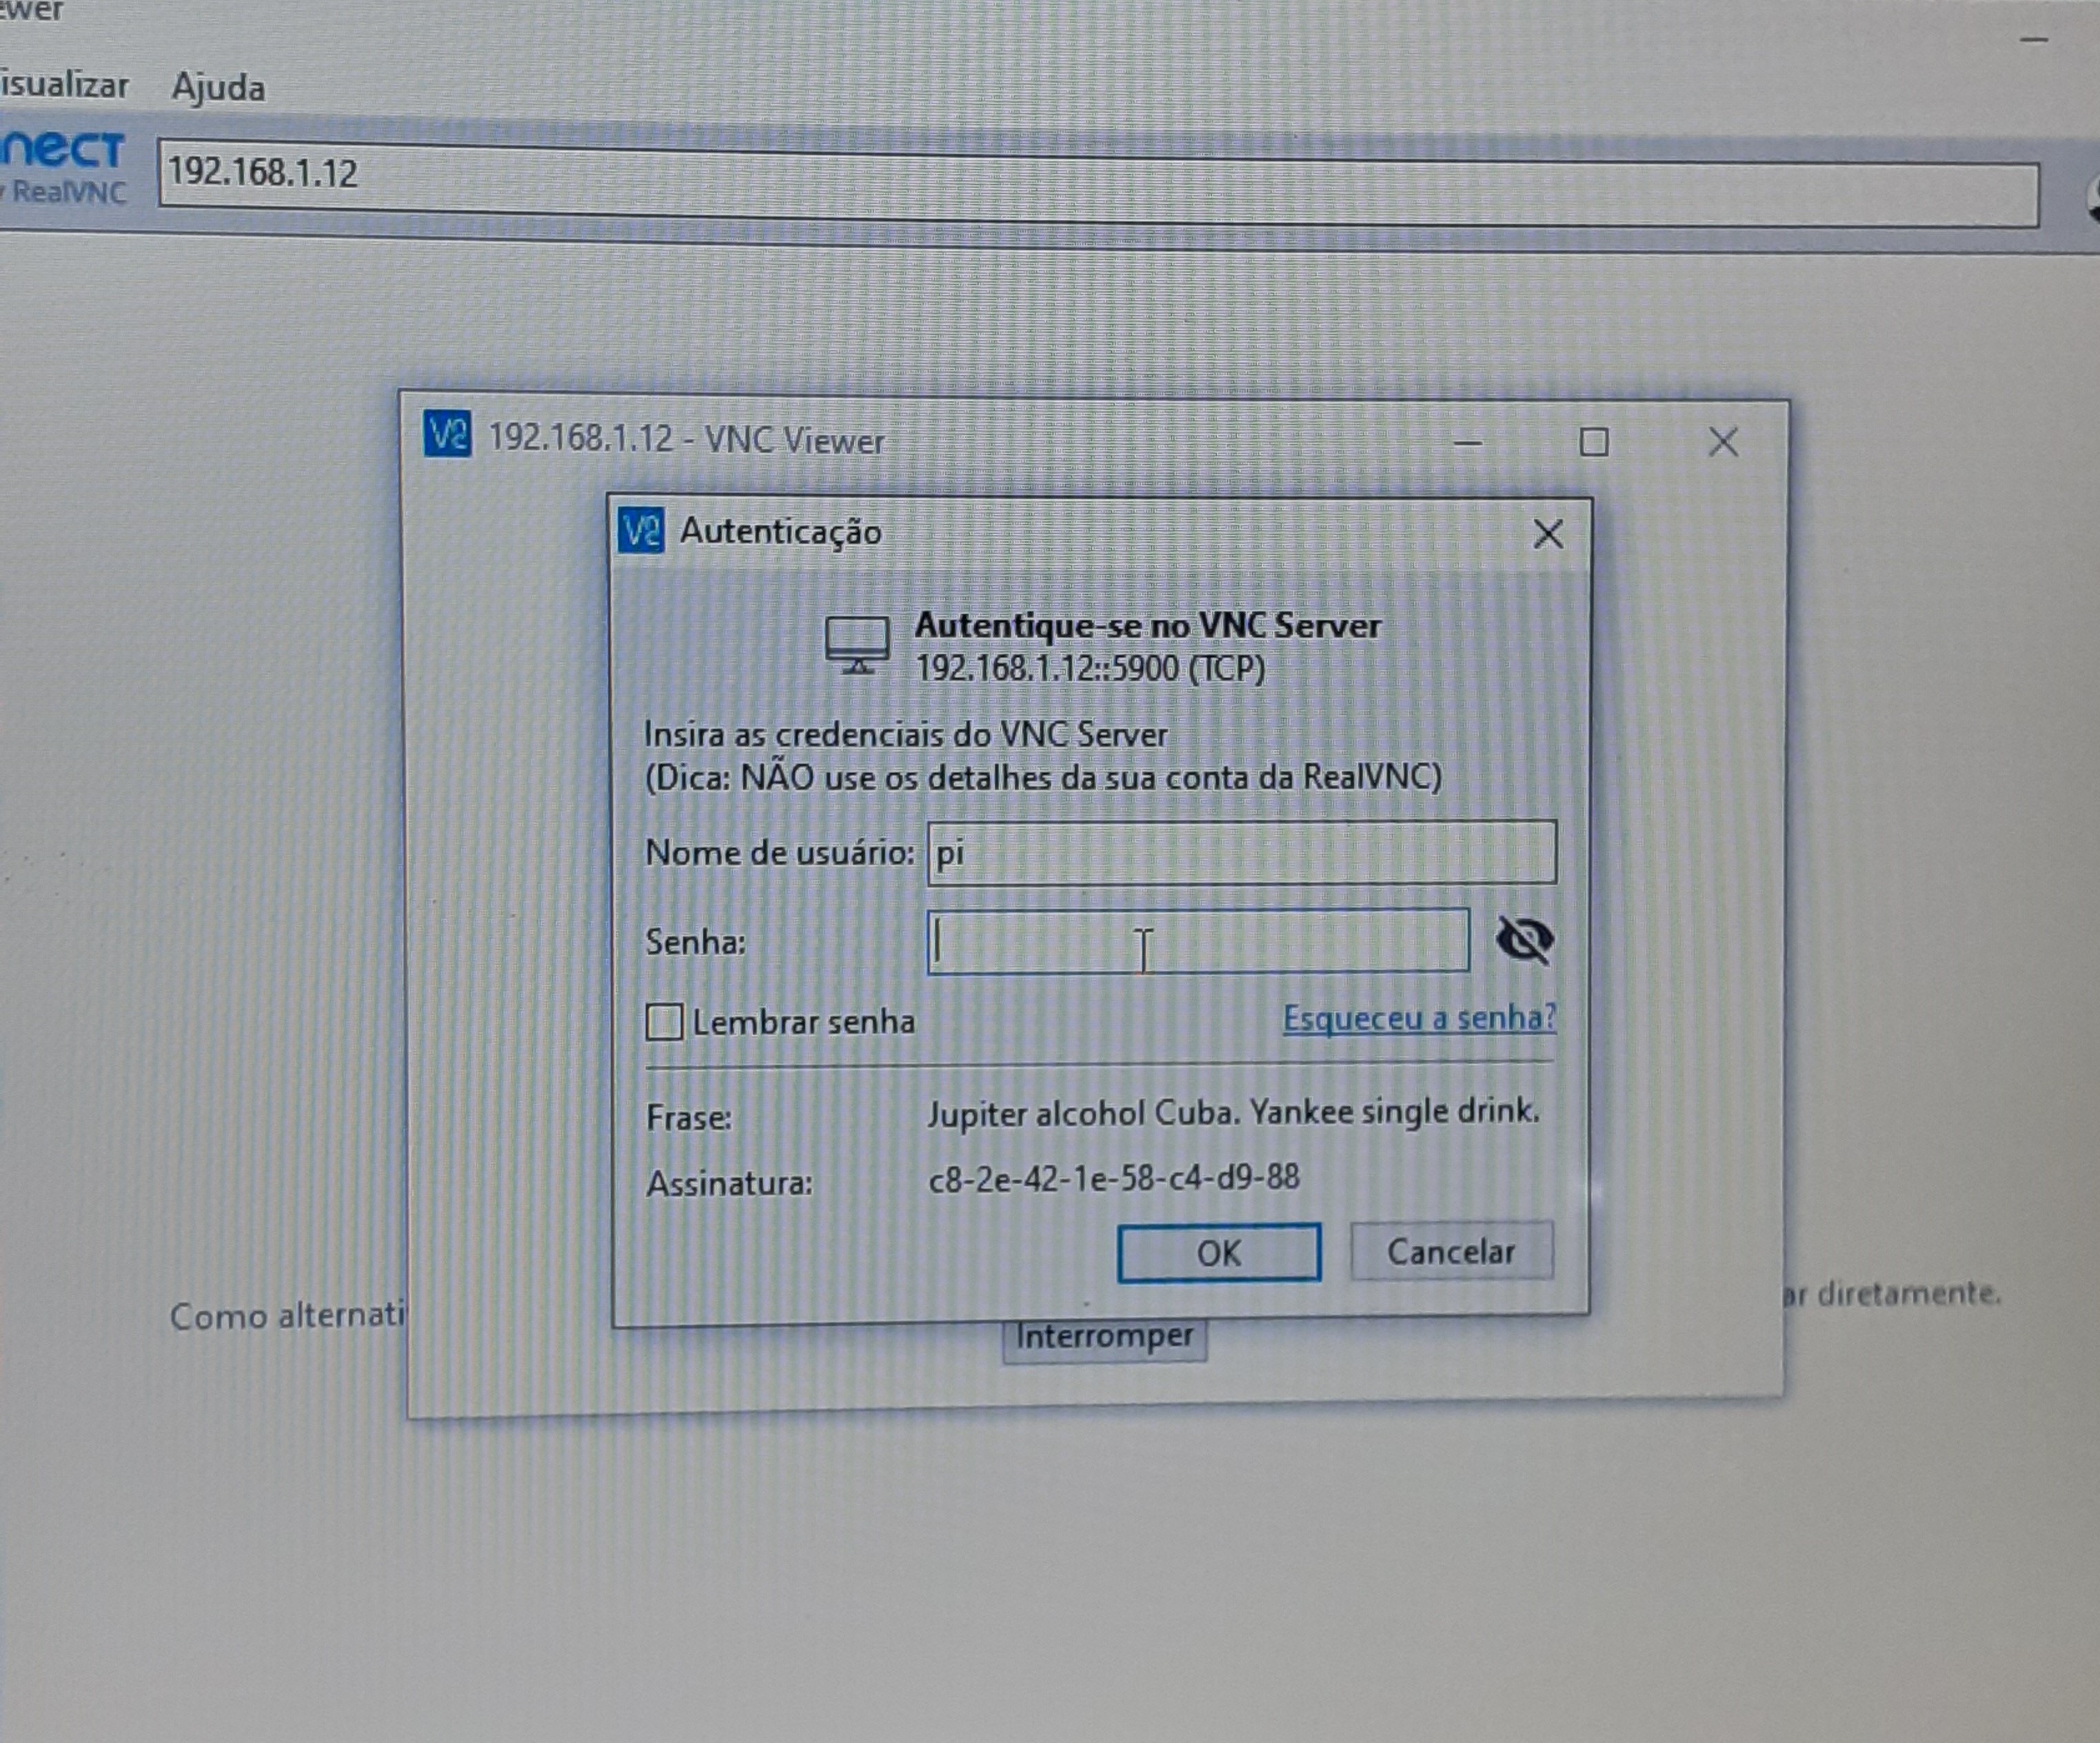 isualizar Ajuda
nect
RealVNC
192.168.1.12
192.168.1.12 - VNC Viewer
Autenticação
Autentique-se no VNC Server
192.168.1.12::5900 (TCP)
Insira as credenciais do VNC Server
(Dica: NÃO use os detalhes da sua conta da RealVNC)
Nome de usuário: pi
Senha:
Lembrar senha Esqueceu a senha?
Frase: Jupiter alcohol Cuba. Yankee single drink.
Assinatura: c8-2e-42-1e-58-c4-d9-88
OK Cancelar
Como alternati ar diretamente.
Interromper